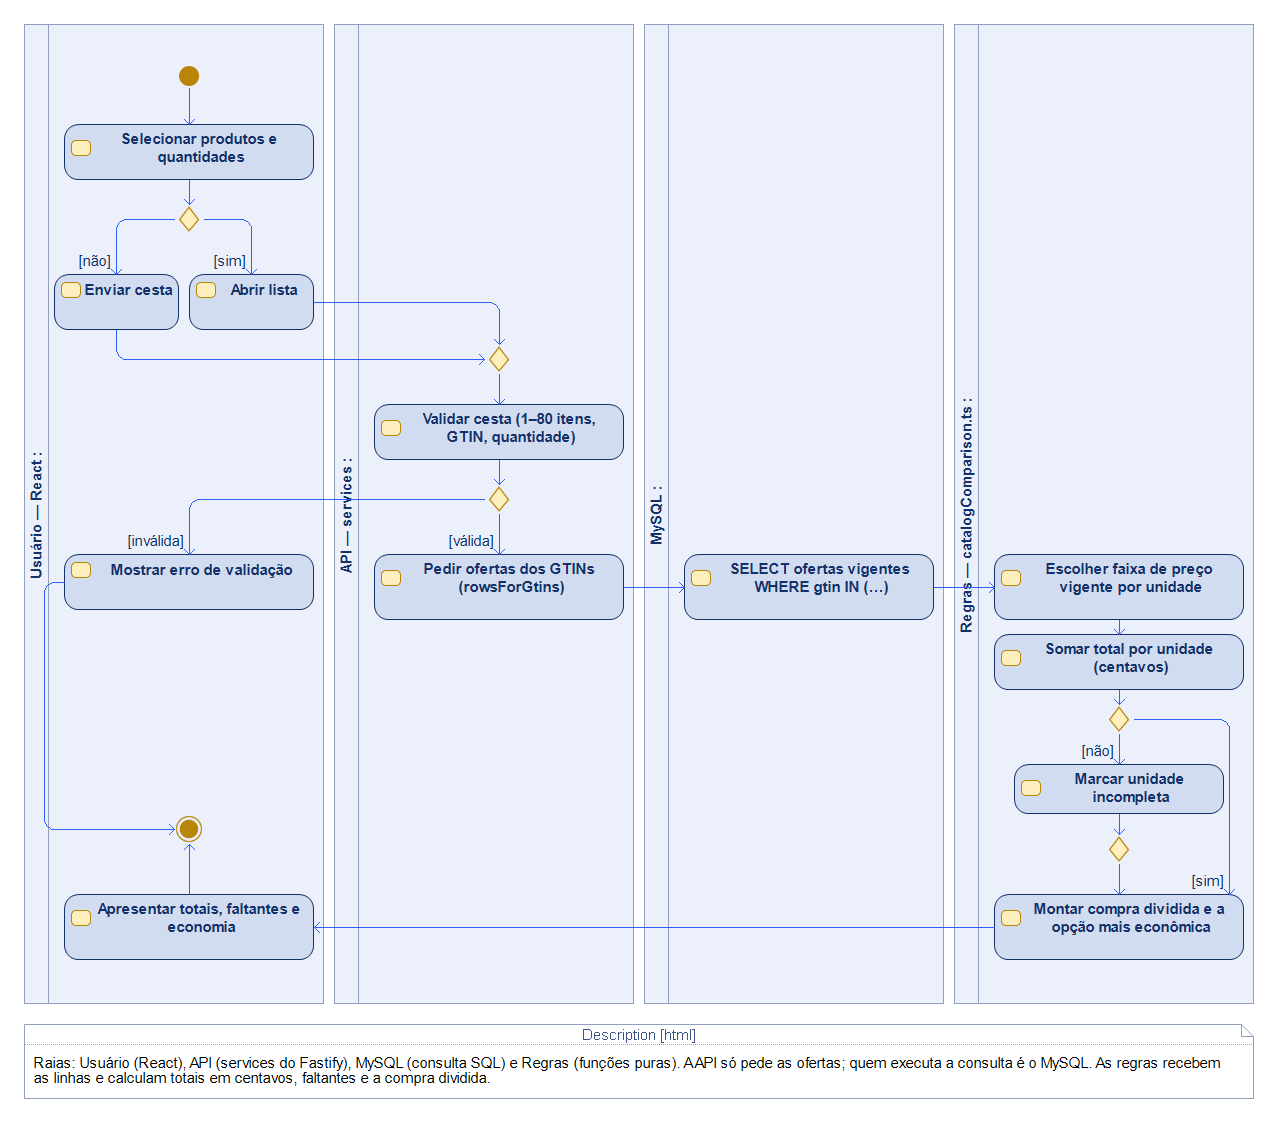 Usuário — React :
Selecionar produtos e
quantidades
[não]
[sim]
Enviar cesta
Abrir lista
[inválida]
Mostrar erro de validação
Apresentar totais, faltantes e
economia
API — services :
Validar cesta (1–80 itens,
GTIN, quantidade)
[válida]
Pedir ofertas dos GTINs
(rowsForGtins)
MySQL :
SELECT ofertas vigentes
WHERE gtin IN (…)
Regras — catalogComparison.ts :
Escolher faixa de preço
vigente por unidade
Somar total por unidade
(centavos)
[não]
Marcar unidade
incompleta
[sim]
Montar compra dividida e a
opção mais econômica
Description [html]
Raias: Usuário (React), API (services do Fastify), MySQL (consulta SQL) e Regras (funções puras). A API só pede as ofertas; quem executa a consulta é o MySQL. As regras recebem
as linhas e calculam totais em centavos, faltantes e a compra dividida.